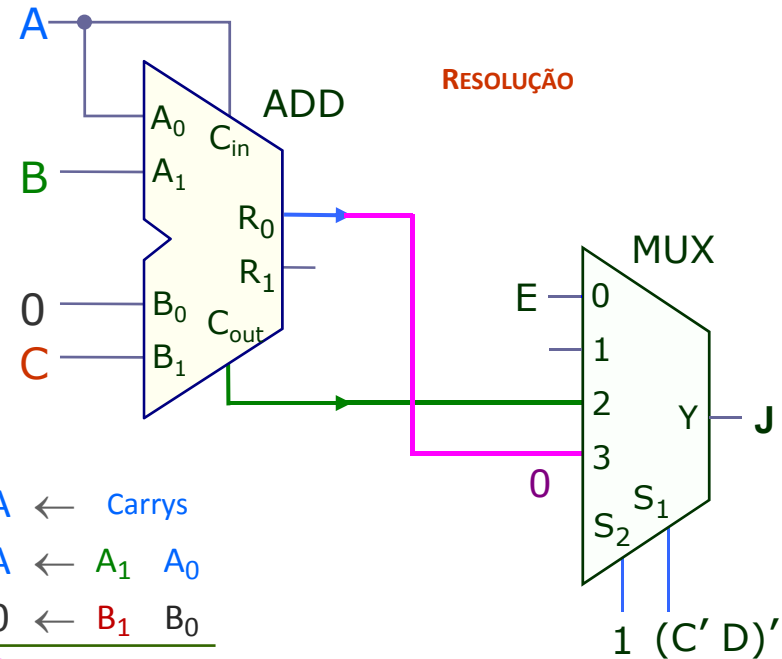 A
RESOLUÇÃO
ADD
A₀
Cᵢₙ
A₁
B
R₀
R₁
MUX
E
0
0
B₀
Cₒᵤₜ
1
C
B₁
2
Y
J
3
0
S₁
S₂
A ← Carrys
A ← A₁ A₀
0 ← B₁ B₀
1 (C′ D)′